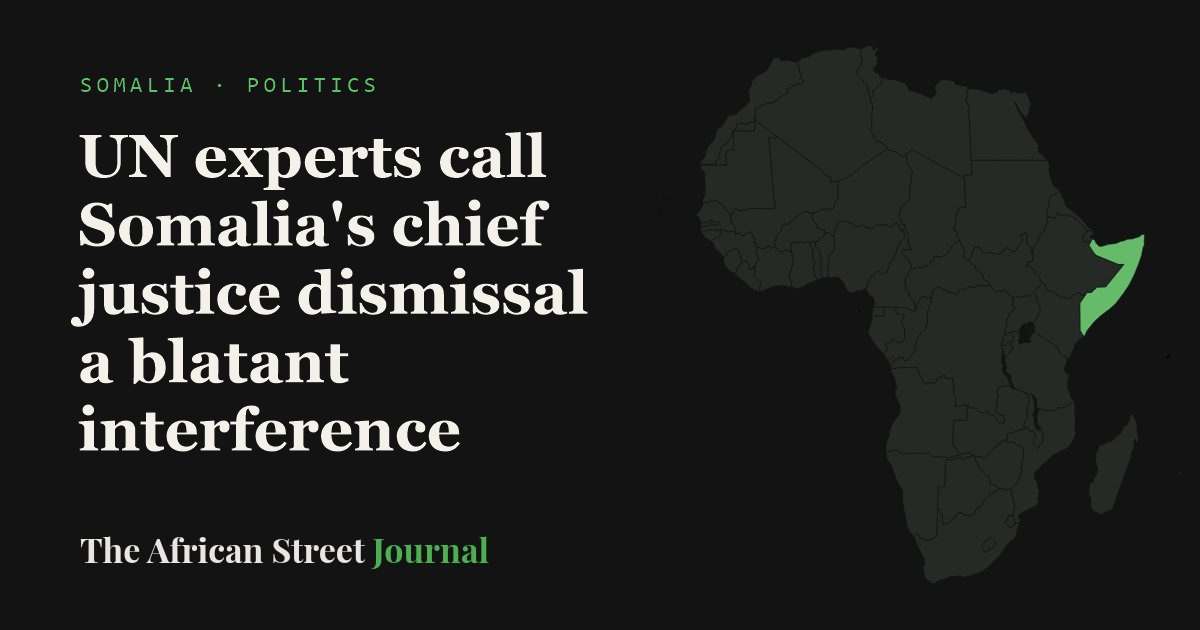 SOMALIA · POLITICS
UN experts call
Somalia's chief
justice dismissal
a blatant
interference
The African Street Journal